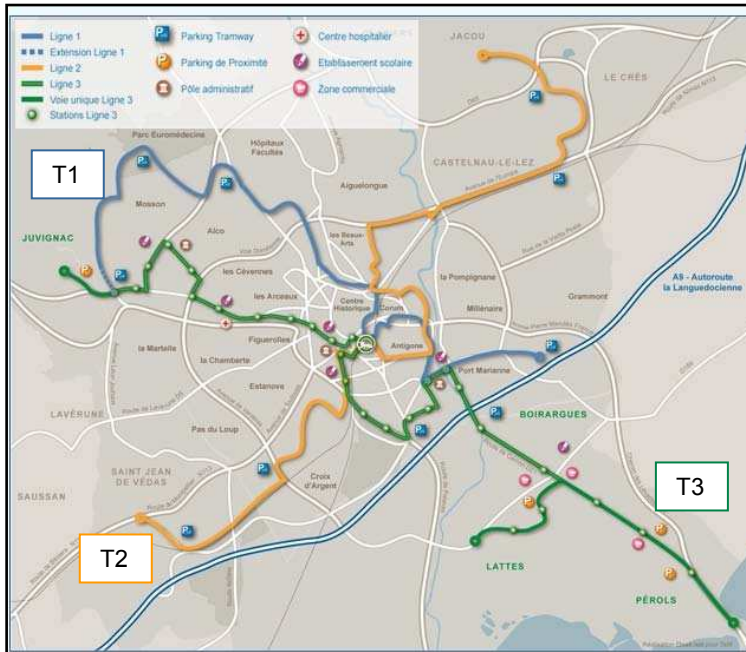 Ligne 1
Extension Ligne 1
Ligne 2
Ligne 3
Voie unique Ligne 3
Stations Ligne 3
Parking Tramway
Parking de Proximité
Pôle administratif
Centre hospitalier
Etablissement scolaire
Zone commerciale
JACOU
LE CRÈS
Parc Euromédecine
Hôpitaux
Facultés
Aiguelongue
CASTELNAU-LE-LEZ
Avenue de l'Europe
T1
Mosson
Alco
les Beaux-
Arts
JUVIGNAC
les Cévennes
la Pompignane
A9 - Autoroute
la Languedocienne
Grammont
les Arceaux
Centre
Historique
Corum
Millénaire
la Martelle
Figuerolles
la Chamberte
Antigone
Port Marianne
Estanove
LAVÉRUNE
BOIRARGUES
Pas du Loup
SAINT JEAN
DE VÉDAS
SAUSSAN
Croix
d'Argent
T3
T2
LATTES
PÉROLS